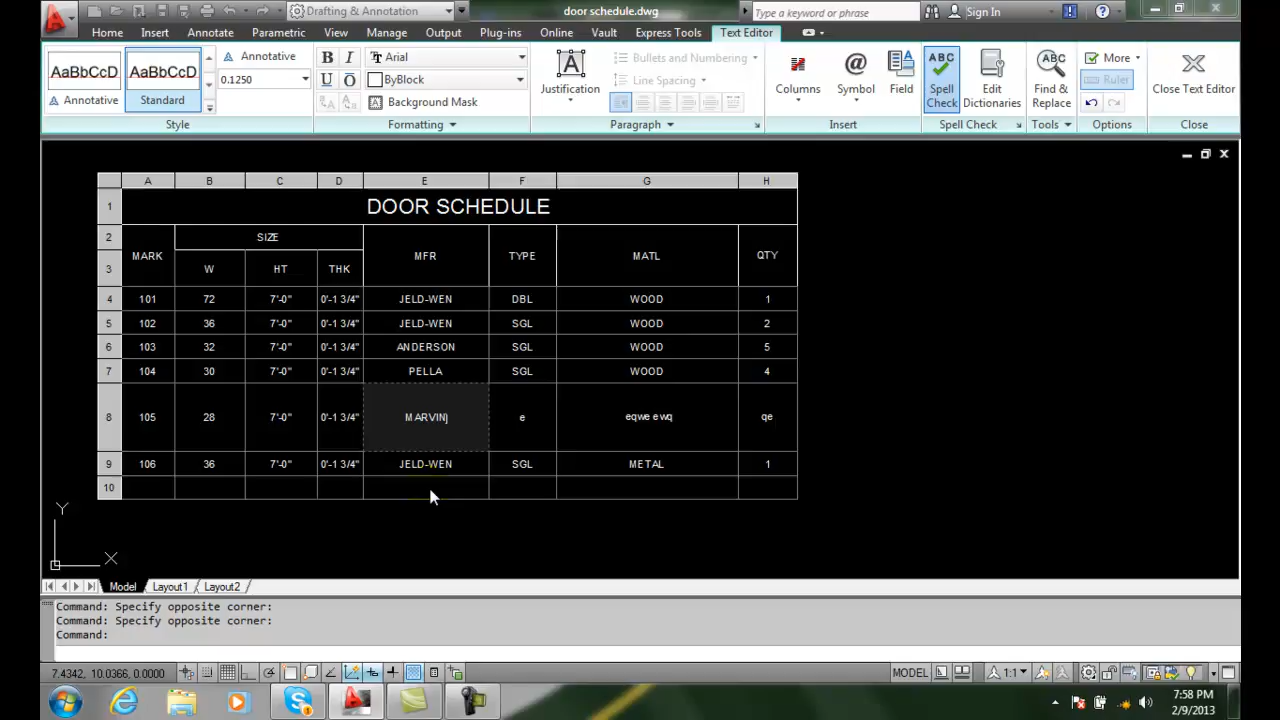 Drafting & Annotation
door schedule.dwg
Type a keyword or phrase
Sign In
Home Insert Annotate Parametric View Manage Output Plug-ins Online Vault Express Tools Text Editor
AaBbCcD AaBbCcD Annotative
0.1250
Annotative Standard
Style
B I Arial
U O ByBlock
Background Mask
Formatting
A
Justification
Bullets and Numbering
Line Spacing
Paragraph
Columns
@
Symbol
Field
Insert
ABC
Spell
Check
Edit
Dictionaries
Spell Check
ABC
Find &
Replace
Tools
More
Ruler
Options
Close Text Editor
Close
A B C D E F G H
1 DOOR SCHEDULE
2 MARK SIZE MFR TYPE MATL QTY
3 W HT THK
4 101 72 7'-0" 0'-1 3/4" JELD-WEN DBL WOOD 1
5 102 36 7'-0" 0'-1 3/4" JELD-WEN SGL WOOD 2
6 103 32 7'-0" 0'-1 3/4" ANDERSON SGL WOOD 5
7 104 30 7'-0" 0'-1 3/4" PELLA SGL WOOD 4
8 105 28 7'-0" 0'-1 3/4" MARVIN e eqwe ewq qe
9 106 36 7'-0" 0'-1 3/4" JELD-WEN SGL METAL 1
10
Y
X
Model Layout1 Layout2
Command: Specify opposite corner:
Command: Specify opposite corner:
Command:
7.4342, 10.0366, 0.0000
MODEL
1:1
7:58 PM
2/9/2013